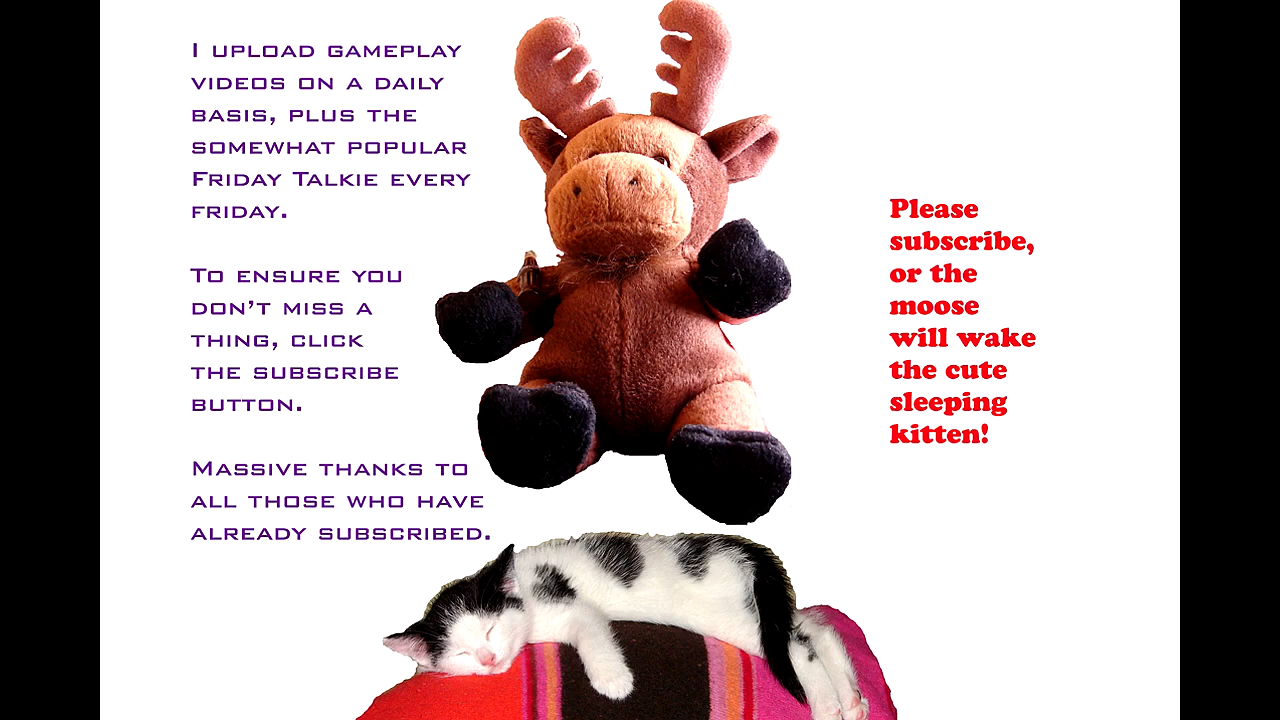 I upload gameplay
videos on a daily
basis, plus the
somewhat popular
Friday Talkie every
friday.
To ensure you
don't miss a
thing, click
the subscribe
button.
Massive thanks to
all those who have
already subscribed.
Please
subscribe,
or the
moose
will wake
the cute
sleeping
kitten!